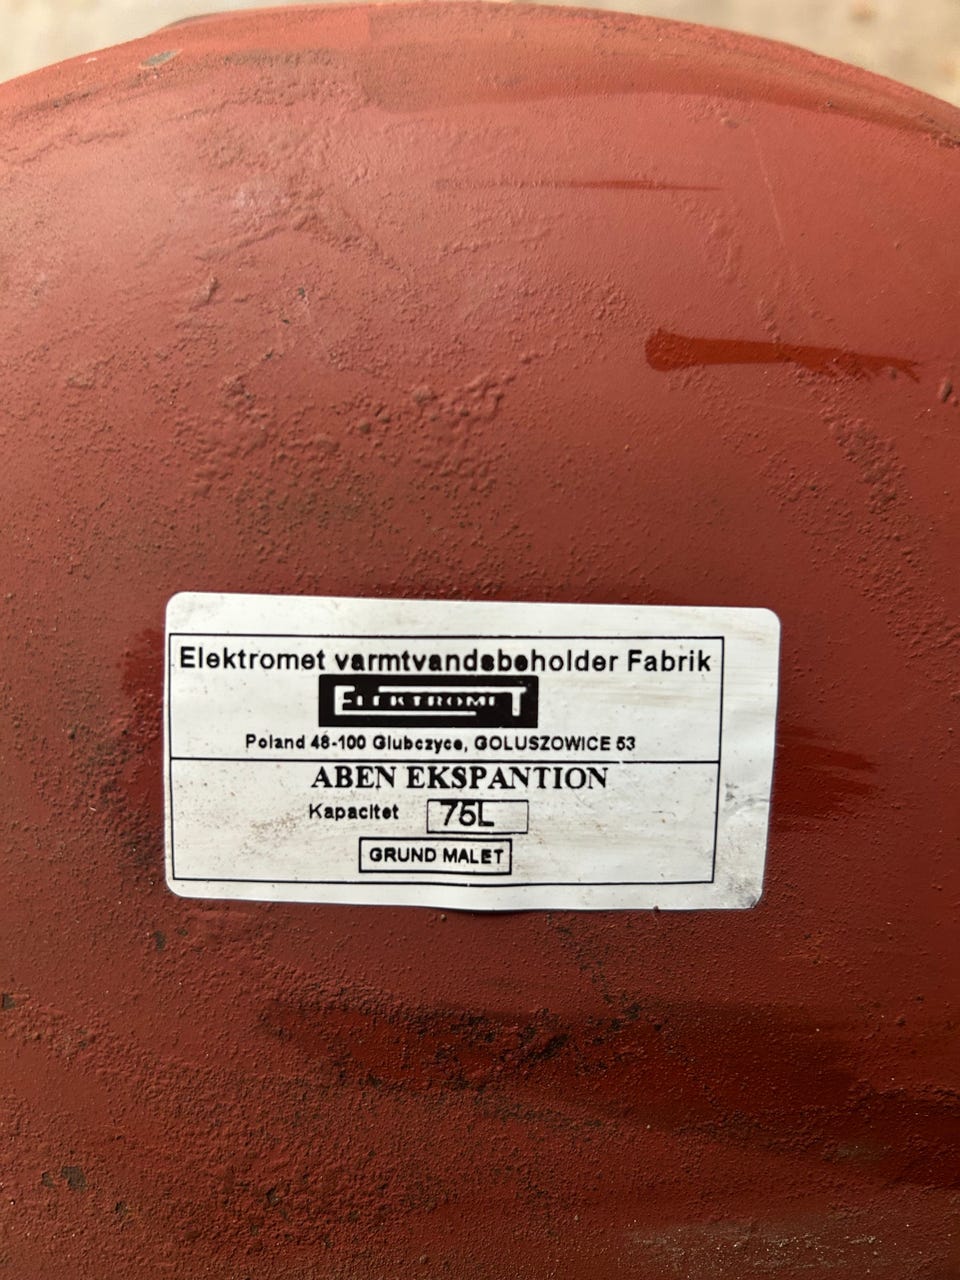 Elektromet varmtvandsbeholder Fabrik
ELEKTROMET
Poland 48-100 Glubczyce, GOLUSZOWICE 53
ABEN EKSPANTION
Kapacitet 75L
GRUND MALET